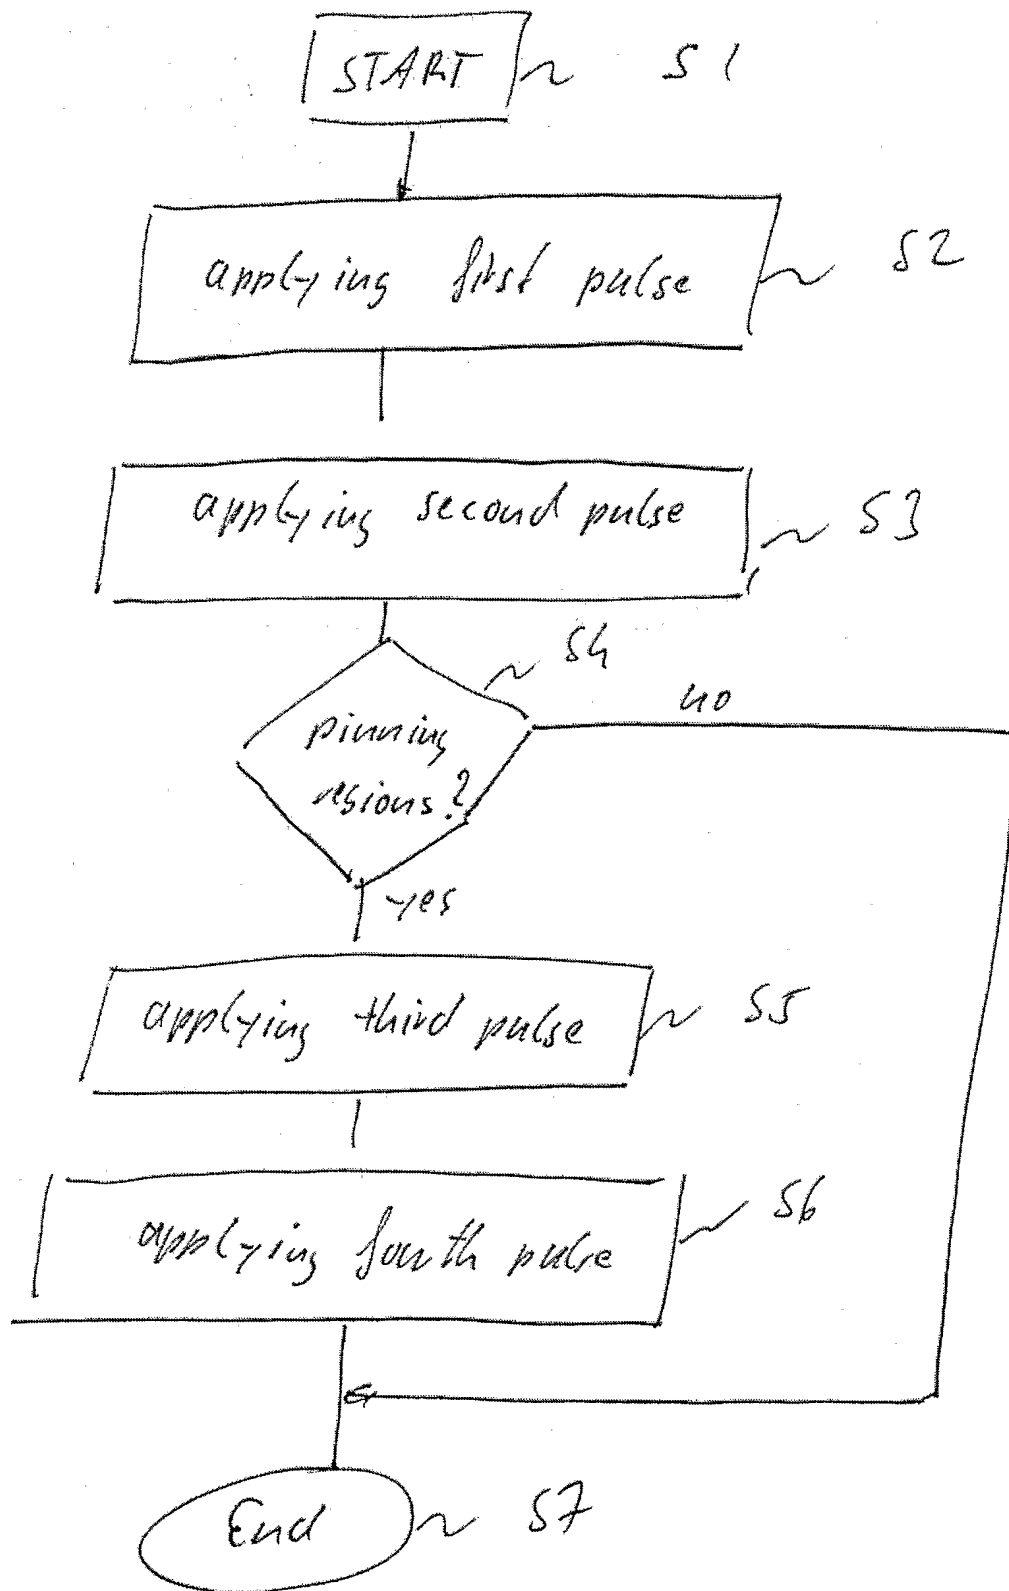 START S1
applying first pulse S2
applying second pulse S3
S4
no
pinning
regions?
yes
applying third pulse S5
applying fourth pulse S6
End S7